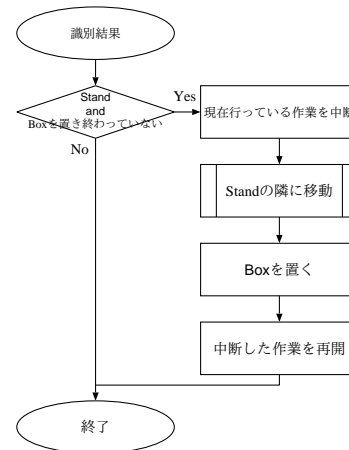 識別結果
Stand
and
Boxを置き終わっていない
Yes
現在行っている作業を中断
No
Standの隣に移動
Boxを置く
中断した作業を再開
終了